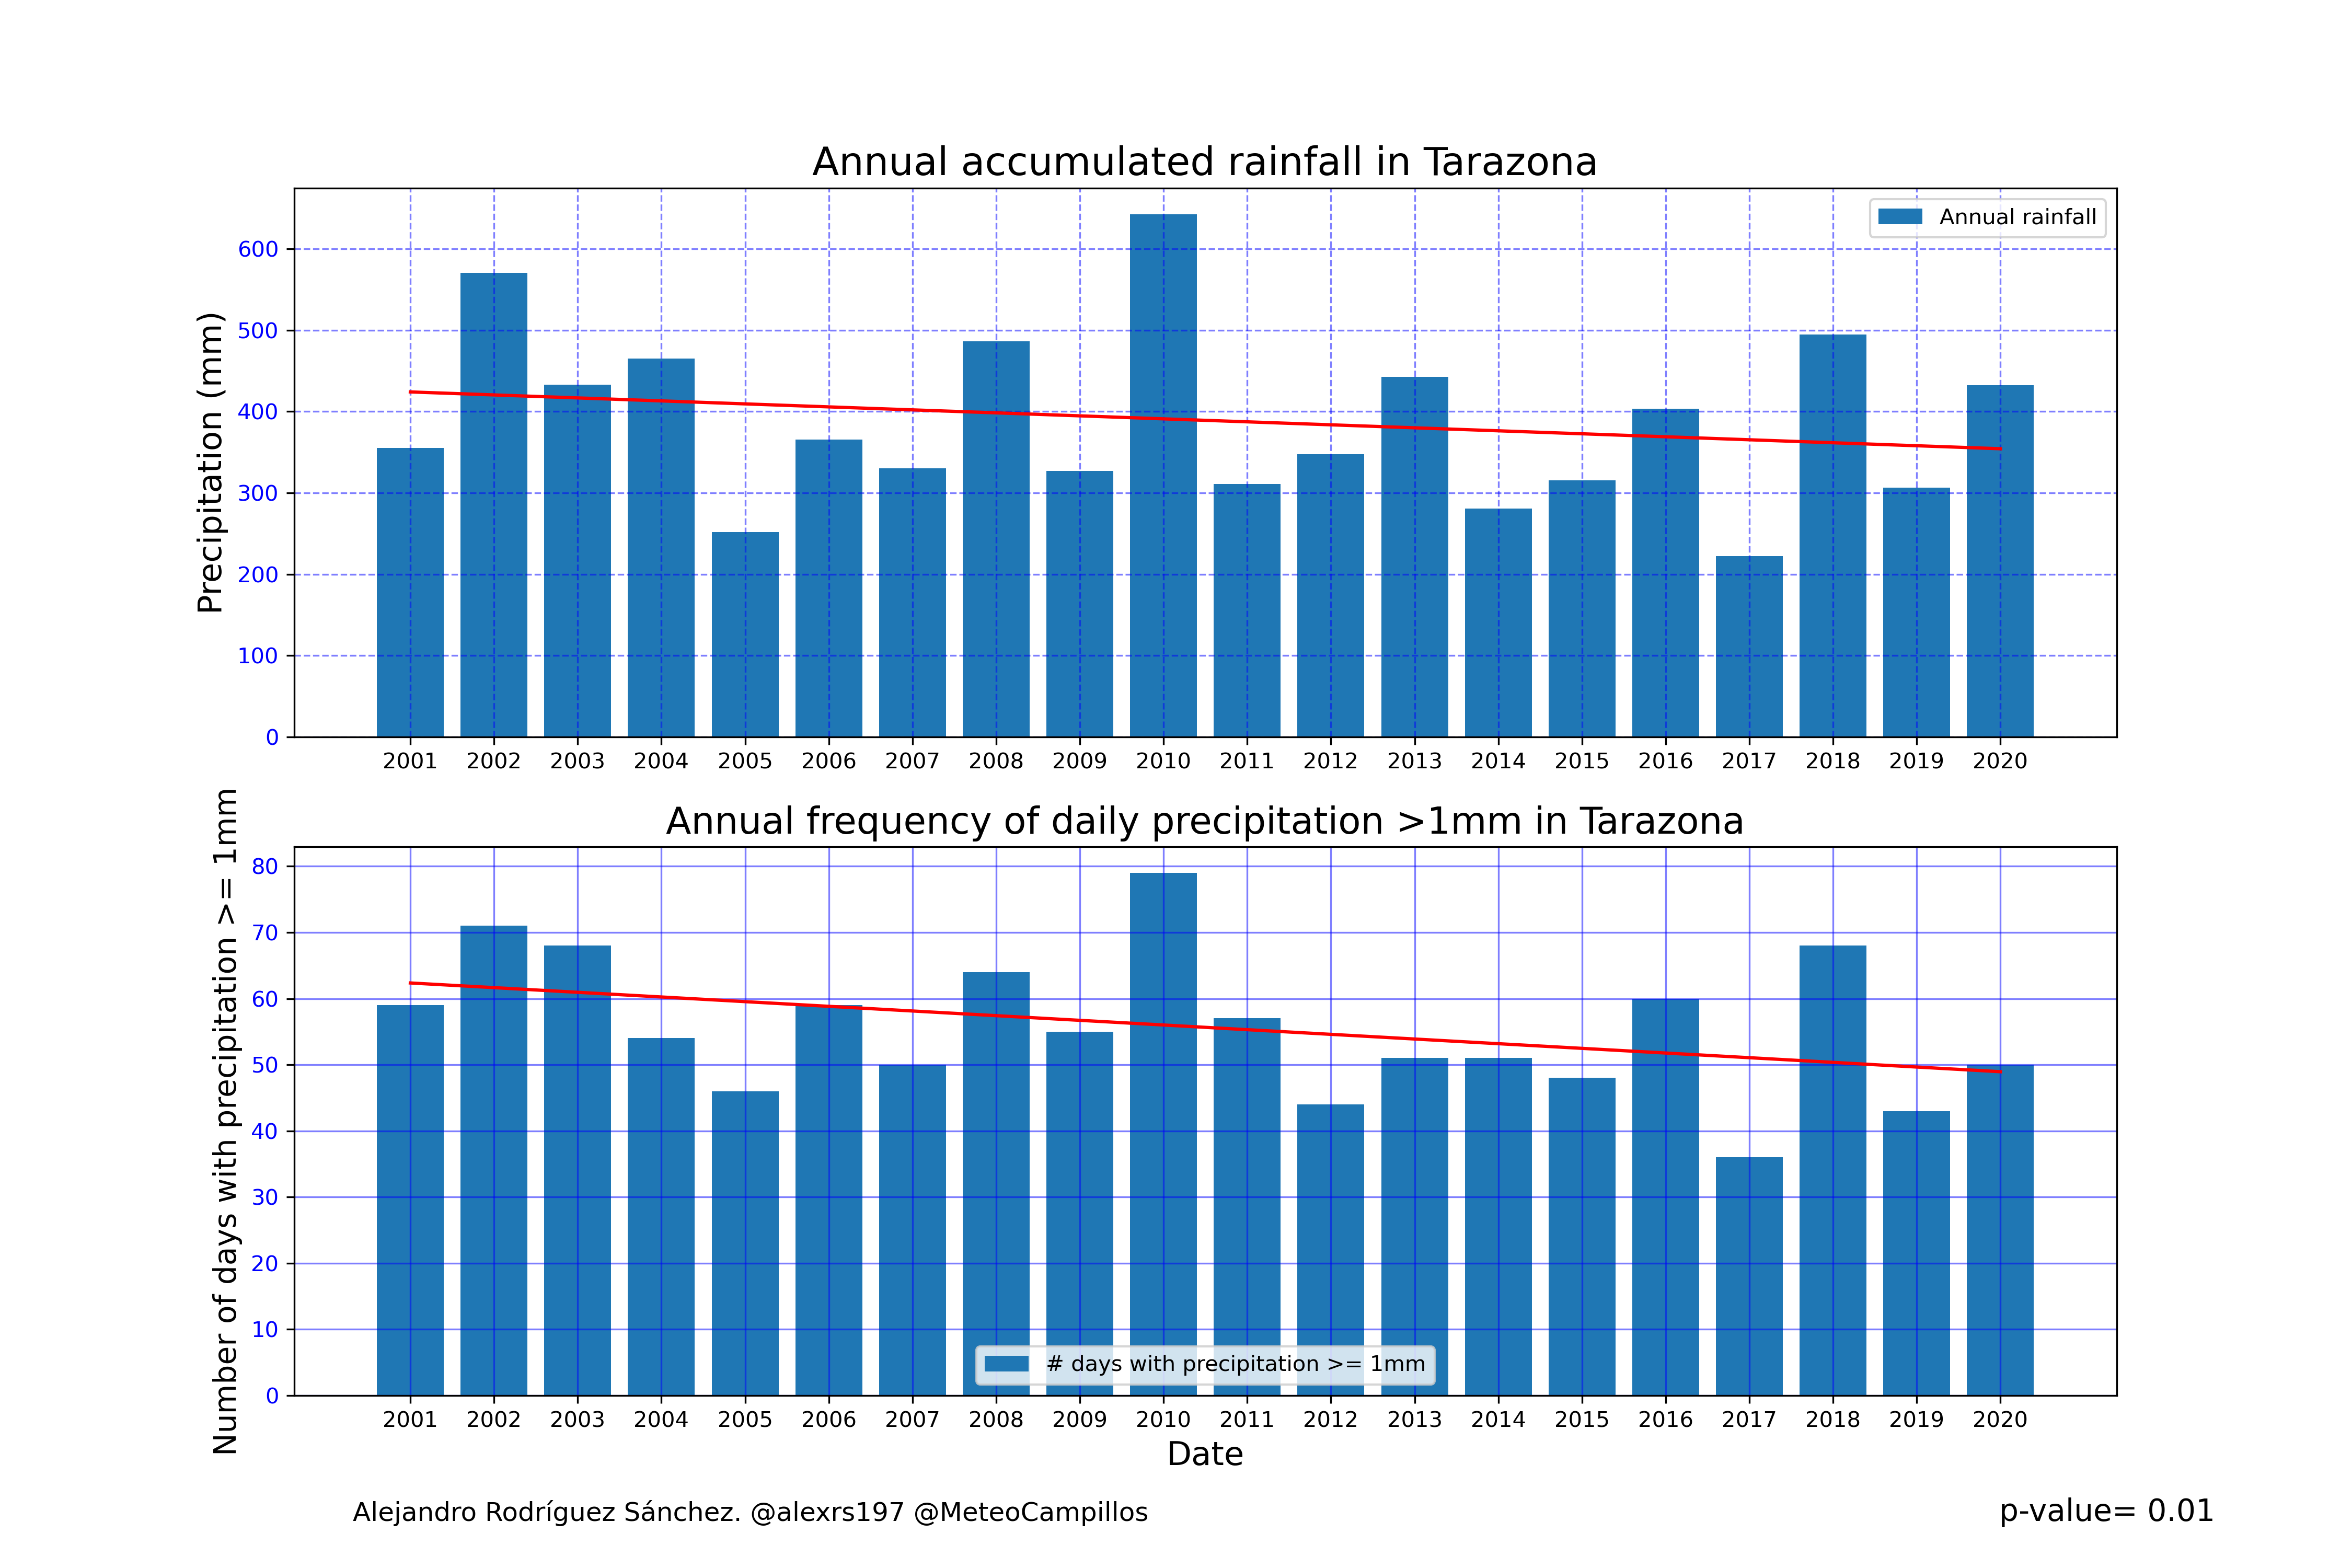 Annual accumulated rainfall in Tarazona
Precipitation (mm)
600
500
400
300
200
100
0
Annual rainfall
2001 2002 2003 2004 2005 2006 2007 2008 2009 2010 2011 2012 2013 2014 2015 2016 2017 2018 2019 2020
Annual frequency of daily precipitation >1mm in Tarazona
Number of days with precipitation >= 1mm
80
70
60
50
40
30
20
10
0
# days with precipitation >= 1mm
2001 2002 2003 2004 2005 2006 2007 2008 2009 2010 2011 2012 2013 2014 2015 2016 2017 2018 2019 2020
Date
Alejandro Rodríguez Sánchez. @alexrs197 @MeteoCampillos
p-value= 0.01